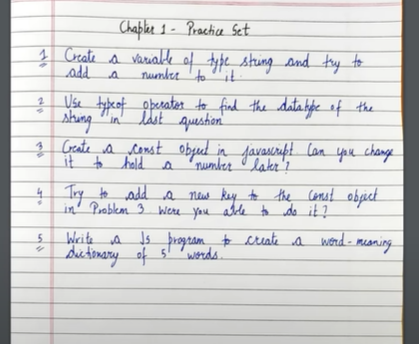 Chapter 1 - Practice Set
1 Create a variable of type string and try to
add a number to it.
2 Use typeof operator to find the datatype of the
string in last question
3 Create a const object in javascript Can you change
it to hold a number later?
4 Try to add a new key to the const object
in Problem 3 Were you able to do it?
5 Write a Js program to create a word-meaning
dictionary of 5 words.